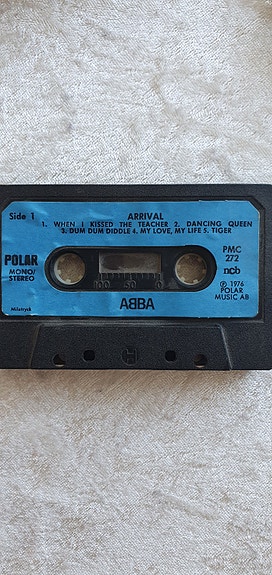 Side 1
ARRIVAL
1. WHEN I KISSED THE TEACHER 2. DANCING QUEEN
3. DUM DUM DIDDLE 4. MY LOVE, MY LIFE 5. TIGER
POLAR
MONO/
STEREO
PMC
272
ncb
100 50 0
℗ 1976
POLAR
MUSIC AB
ABBA
Miletryck